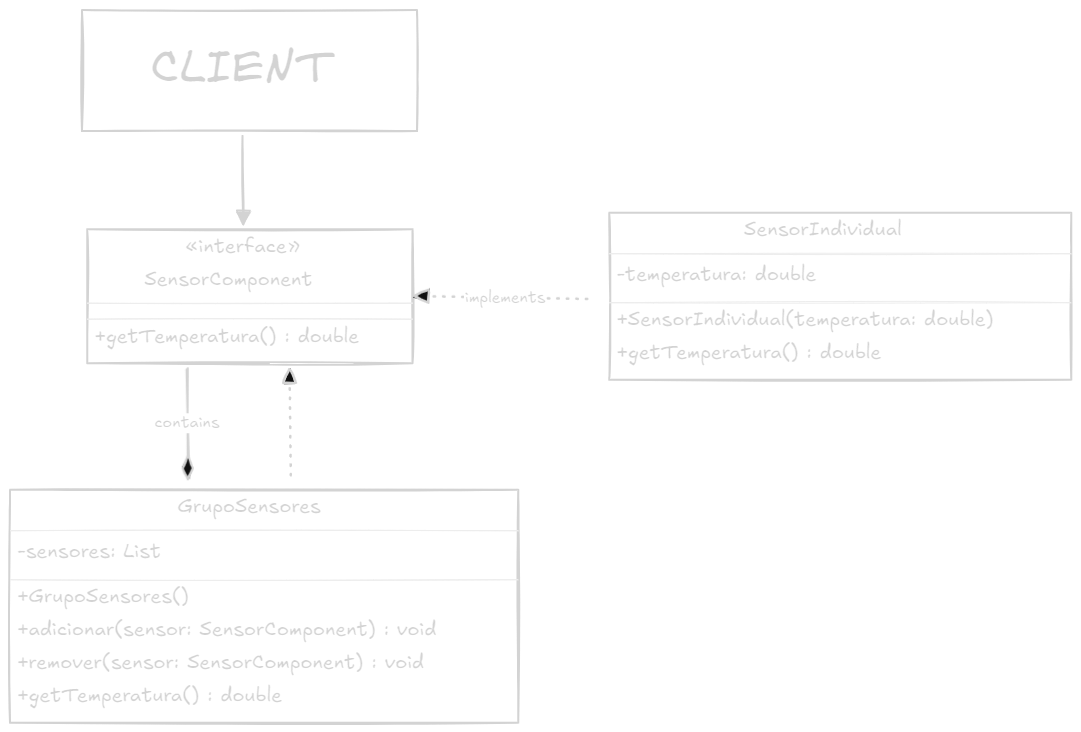 CLIENT
«interface»
SensorComponent
+getTemperatura() : double
implements
SensorIndividual
-temperatura: double
+SensorIndividual(temperatura: double)
+getTemperatura() : double
contains
GrupoSensores
-sensores: List
+GrupoSensores()
+adicionar(sensor: SensorComponent) : void
+remover(sensor: SensorComponent) : void
+getTemperatura() : double